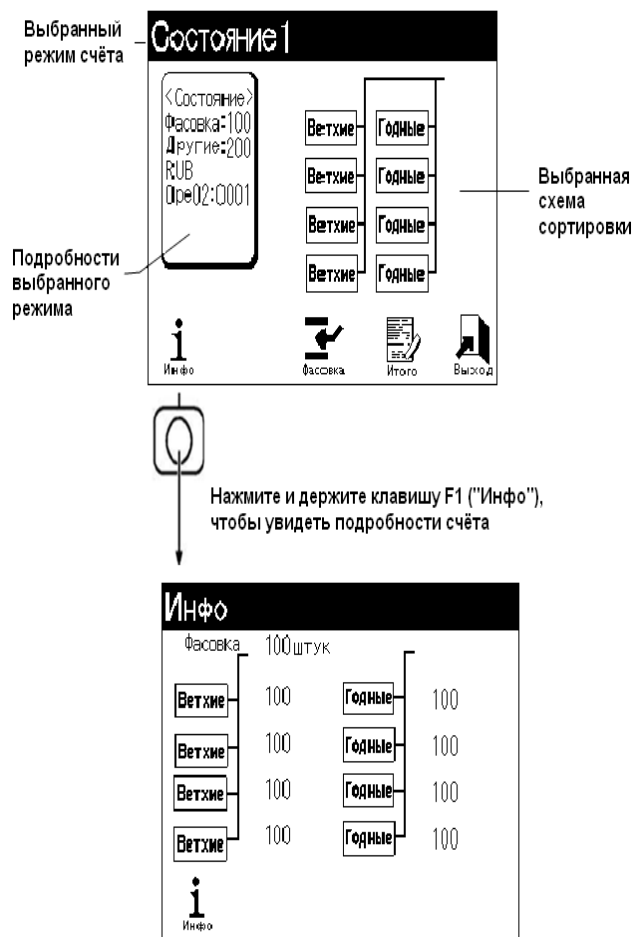 Выбранный
режим счёта
Состояние1
<Состояние>
Фасовка:100
Другие:200
RUB
Оре02:0001
Ветхие Годные
Ветхие Годные
Ветхие Годные
Ветхие Годные
Выбранная
схема
сортировки
Подробности
выбранного
режима
Инфо Фасовка Итого Выход
Нажмите и держите клавишу F1 ("Инфо"),
чтобы увидеть подробности счёта
Инфо
Фасовка 100штук
Ветхие 100 Годные 100
Ветхие 100 Годные 100
Ветхие 100 Годные 100
Ветхие 100 Годные 100
Инфо